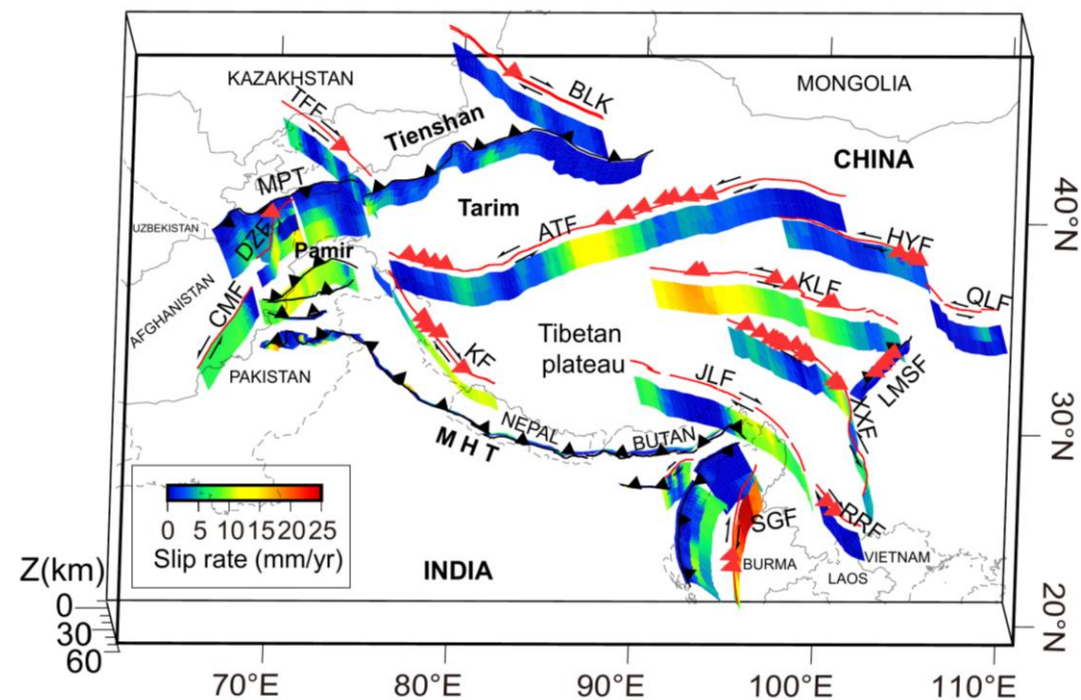 KAZAKHSTAN
MONGOLIA
TFF
BLK
Tienshan
CHINA
MPT
Tarim
40°N
UZBEKISTAN
DZF
ATF
HYF
Pamir
AFGHANISTAN
CMF
KLF
QLF
Tibetan
plateau
KF
PAKISTAN
JLF
LMSF
XXF
30°N
NEPAL
BUTAN
MHT
0 5 10 15 20 25
Slip rate (mm/yr)
SGF
RRF
INDIA
BURMA
VIETNAM
LAOS
Z(km)
0
30
60
20°N
70°E 80°E 90°E 100°E 110°E